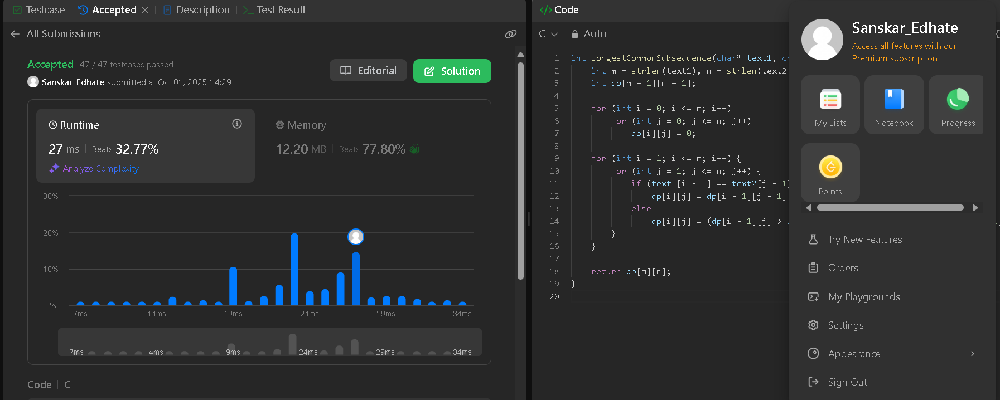 Testcase
Accepted
Description
Test Result
All Submissions
Accepted 47 / 47 testcases passed
Sanskar_Edhate submitted at Oct 01, 2025 14:29
Editorial
Solution
Runtime
27 ms Beats 32.77%
Analyze Complexity
Memory
12.20 MB Beats 77.80%
30%
20%
10%
0%
7ms 14ms 19ms 24ms 29ms 34ms
7ms 14ms 19ms 24ms 29ms 34ms
Code C
</> Code
C Auto
1 int longestCommonSubsequence(char* text1, ch
2 int m = strlen(text1), n = strlen(text2)
3 int dp[m + 1][n + 1];
4
5 for (int i = 0; i <= m; i++)
6 for (int j = 0; j <= n; j++)
7 dp[i][j] = 0;
8
9 for (int i = 1; i <= m; i++) {
10 for (int j = 1; j <= n; j++) {
11 if (text1[i - 1] == text2[j - 1]
12 dp[i][j] = dp[i - 1][j - 1]
13 else
14 dp[i][j] = (dp[i - 1][j] >
15 }
16 }
17
18 return dp[m][n];
19 }
20
Sanskar_Edhate
Access all features with our
Premium subscription!
My Lists
Notebook
Progress
Points
Try New Features
Orders
My Playgrounds
Settings
Appearance
Sign Out